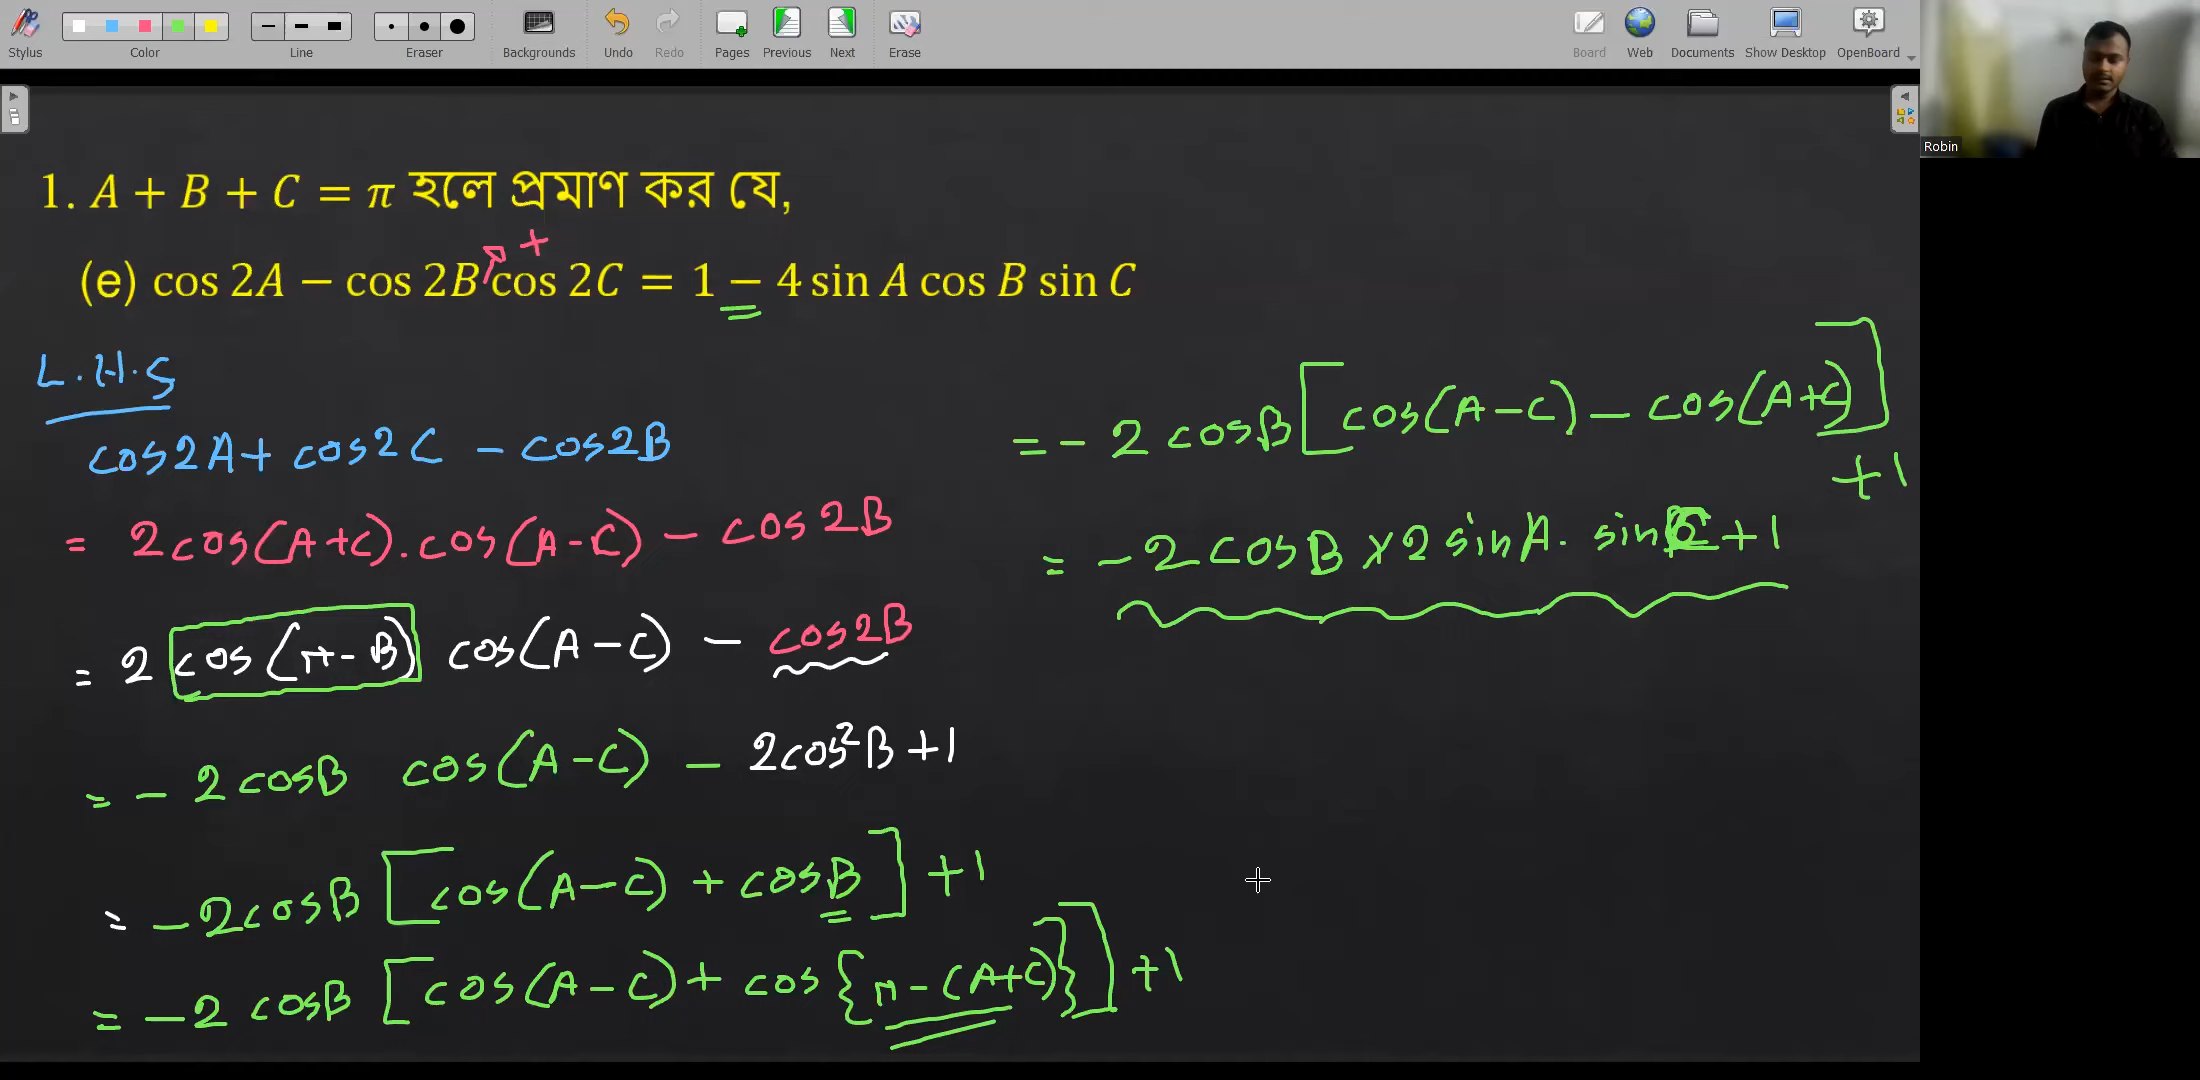 Stylus Color Line Eraser Backgrounds Undo Redo Pages Previous Next Erase Board Web Documents Show Desktop OpenBoard
Robin
1. A + B + C = π হলে প্রমাণ কর যে,
+
(e) cos 2A − cos 2B cos 2C = 1 − 4 sin A cos B sin C
L.H.S
cos2A + cos2C − cos2B
= 2cos(A+C).cos(A−C) − cos2B
= 2 cos(π−B) cos(A−C) − cos2B
= − 2cosB cos(A−C) − 2cos²B+1
= −2cosB [cos(A−C) + cosB] +1
= −2 cosB [cos(A−C) + cos{π−(A+C)}] +1
= − 2 cosB [cos(A−C) − cos(A+C)]
+1
= −2 cosB × 2 sinA. sinC +1